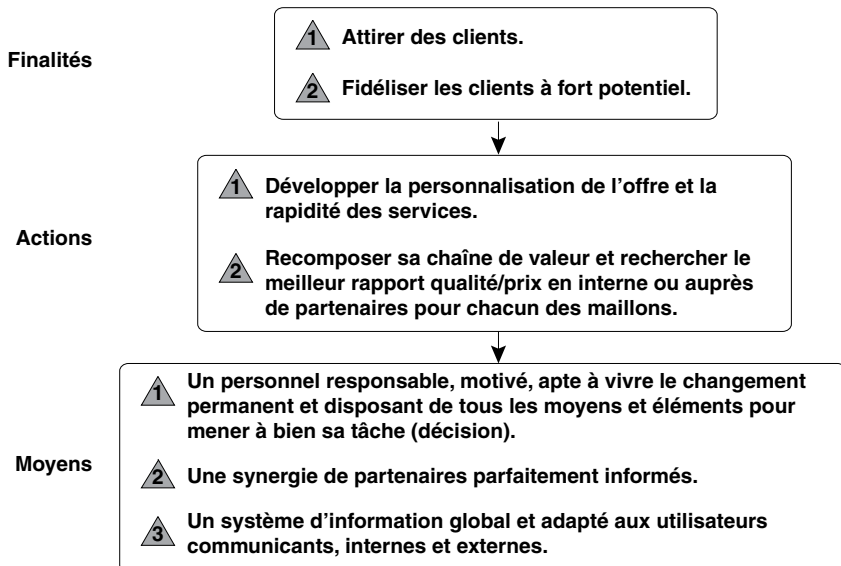 Finalités
1 Attirer des clients.
2 Fidéliser les clients à fort potentiel.
Actions
1 Développer la personnalisation de l’offre et la
rapidité des services.
2 Recomposer sa chaîne de valeur et rechercher le
meilleur rapport qualité/prix en interne ou auprès
de partenaires pour chacun des maillons.
Moyens
1 Un personnel responsable, motivé, apte à vivre le changement
permanent et disposant de tous les moyens et éléments pour
mener à bien sa tâche (décision).
2 Une synergie de partenaires parfaitement informés.
3 Un système d’information global et adapté aux utilisateurs
communicants, internes et externes.